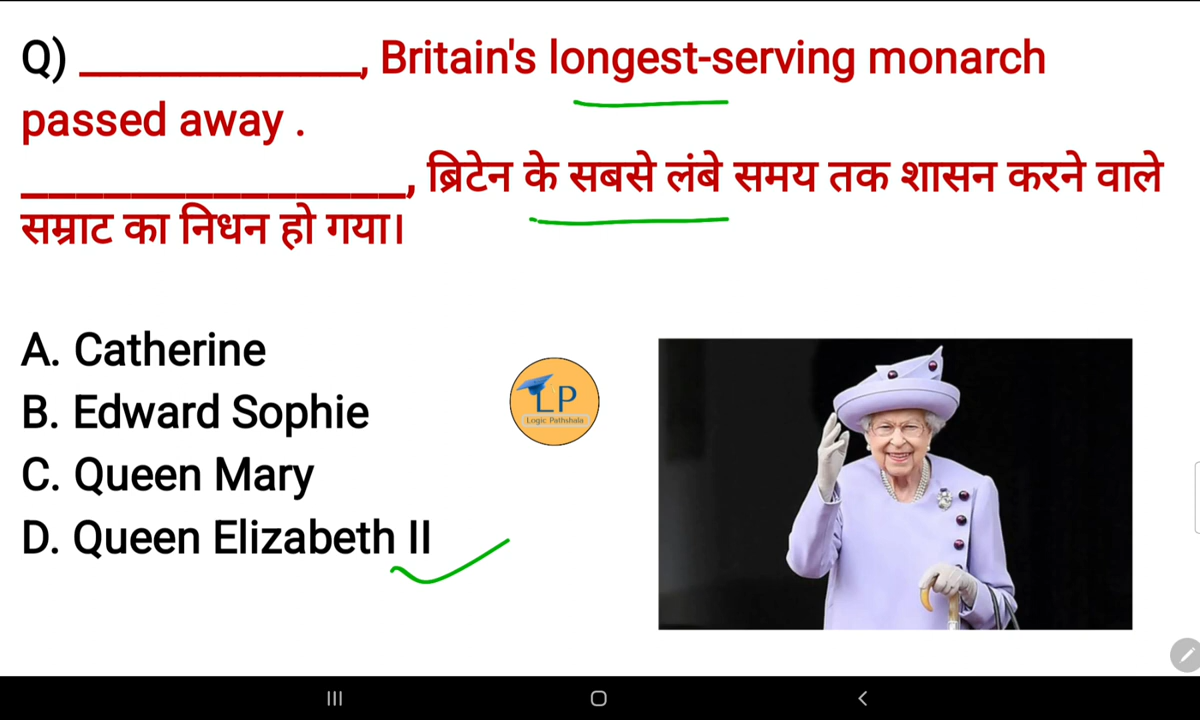 Q) ____________, Britain's longest-serving monarch
passed away .
________________, ब्रिटेन के सबसे लंबे समय तक शासन करने वाले
सम्राट का निधन हो गया।
A. Catherine
B. Edward Sophie
C. Queen Mary
D. Queen Elizabeth II
LP
Logic Pathshala